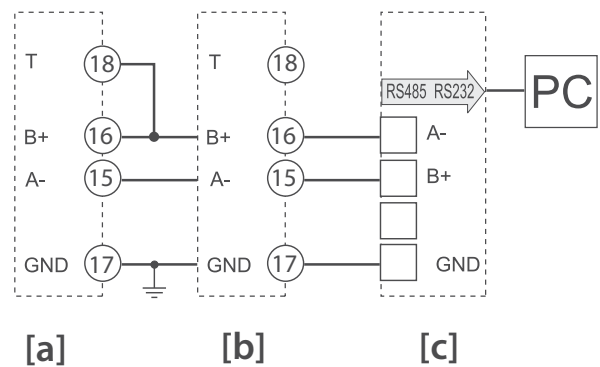 T 18 T 18
RS485 RS232 PC
B+ 16 B+ 16 A-
A- 15 A- 15 B+
GND 17 GND 17 GND
[a] [b] [c]